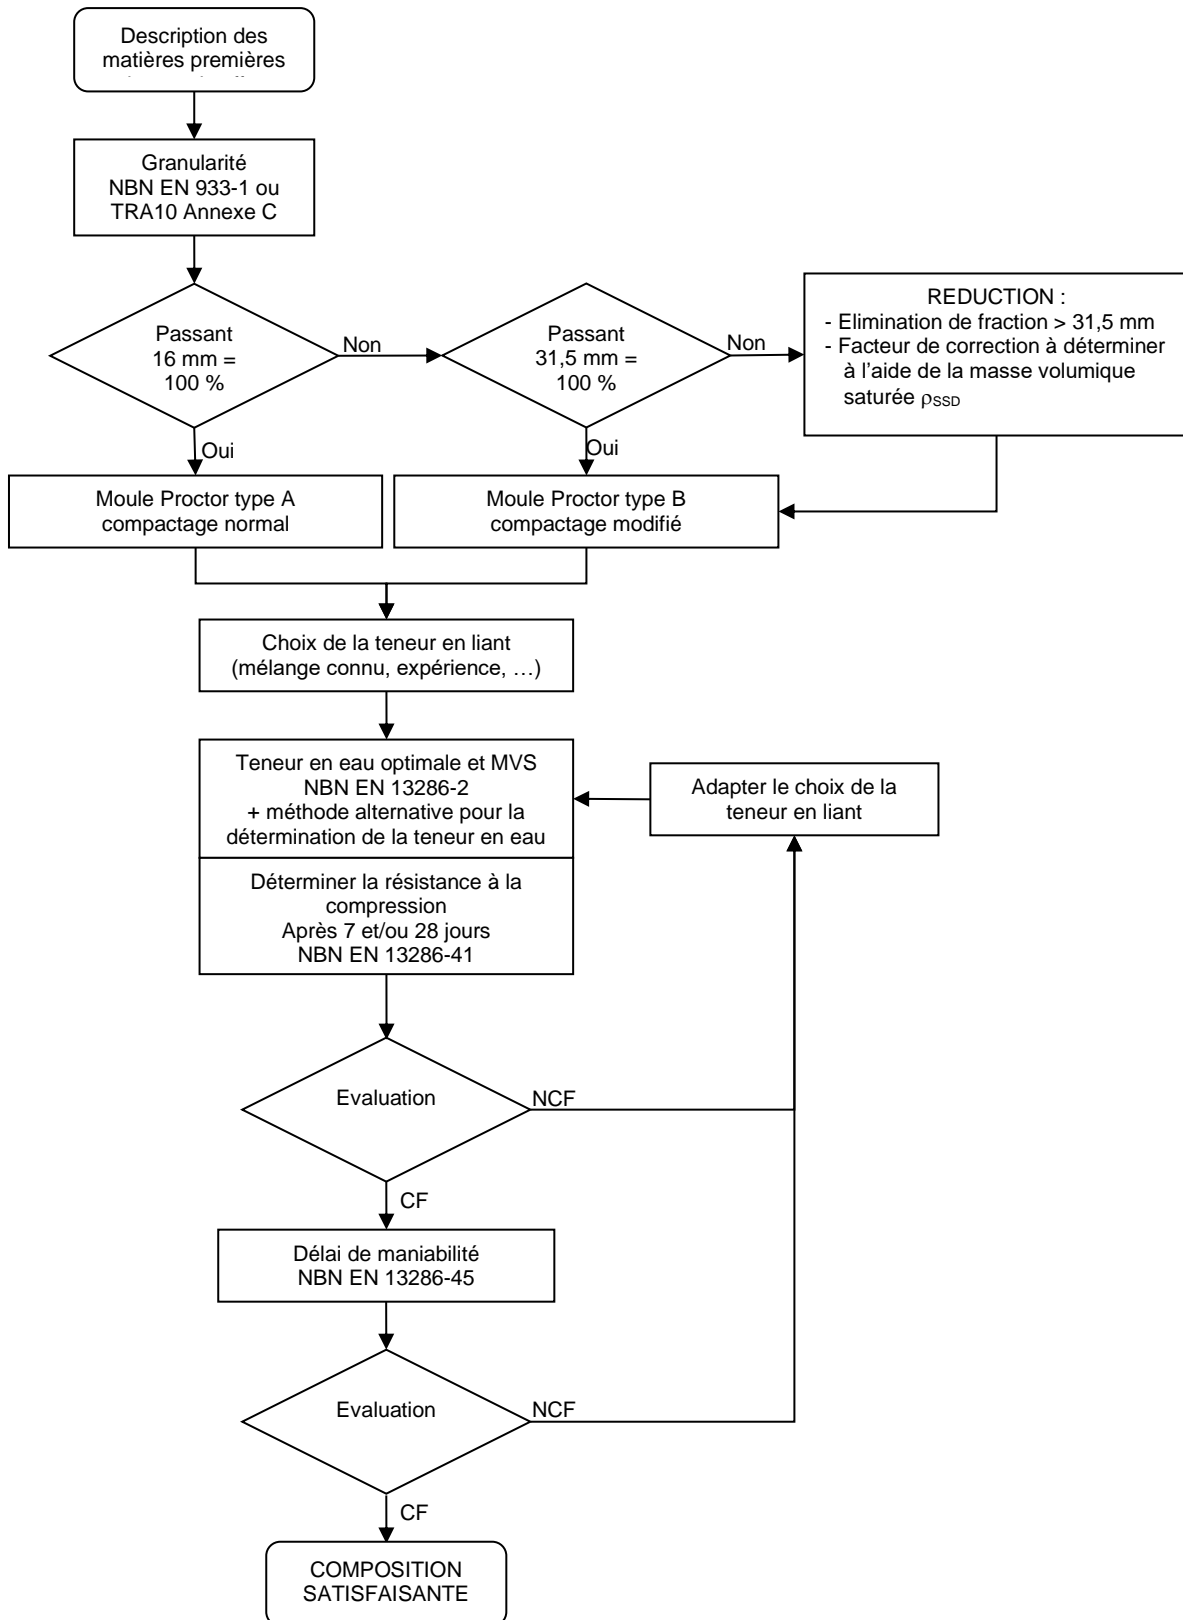 Description des
matières premières
Granularité
NBN EN 933-1 ou
TRA10 Annexe C
Passant
16 mm =
100 %
Non
Passant
31,5 mm =
100 %
Non
REDUCTION :
- Elimination de fraction > 31,5 mm
- Facteur de correction à déterminer
à l’aide de la masse volumique
saturée ρSSD
Oui
Oui
Moule Proctor type A
compactage normal
Moule Proctor type B
compactage modifié
Choix de la teneur en liant
(mélange connu, expérience, …)
Teneur en eau optimale et MVS
NBN EN 13286-2
+ méthode alternative pour la
détermination de la teneur en eau
Adapter le choix de la
teneur en liant
Déterminer la résistance à la
compression
Après 7 et/ou 28 jours
NBN EN 13286-41
Evaluation
NCF
CF
Délai de maniabilité
NBN EN 13286-45
Evaluation
NCF
CF
COMPOSITION
SATISFAISANTE